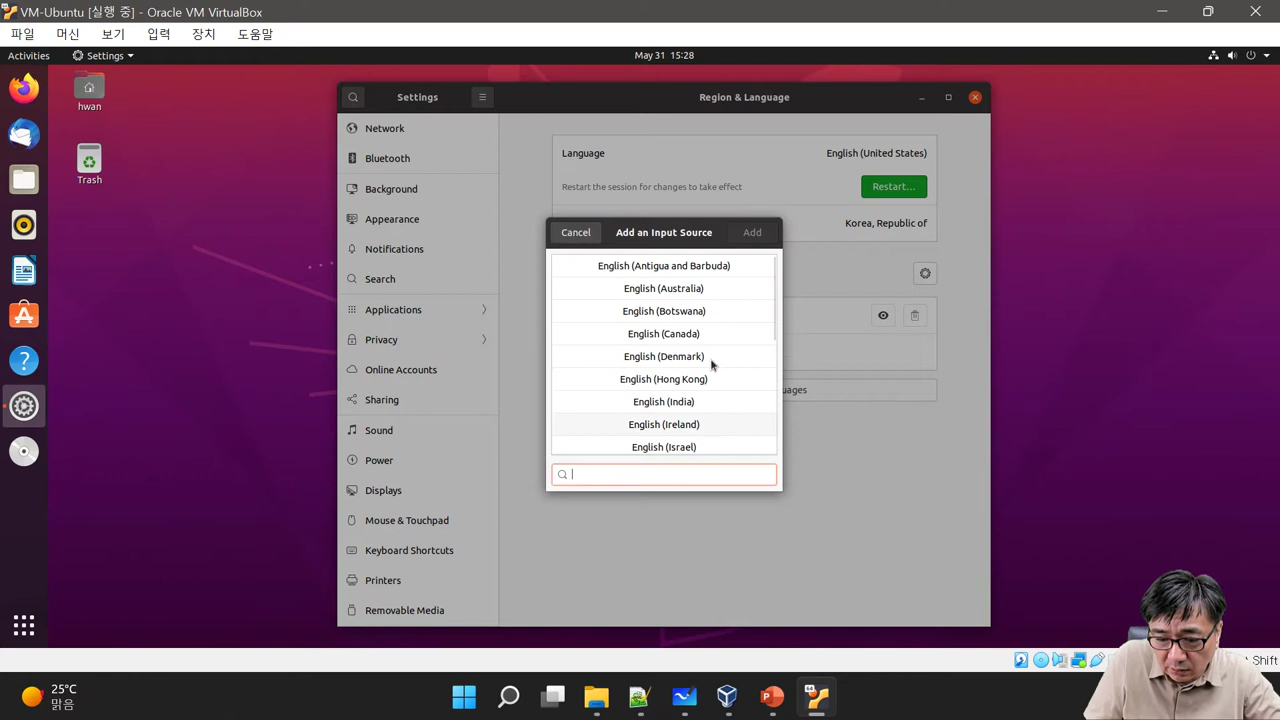 VM-Ubuntu [실행 중] - Oracle VM VirtualBox
파일 머신 보기 입력 장치 도움말
Activities Settings May 31 15:28
hwan
Trash
Settings
Network
Bluetooth
Background
Appearance
Notifications
Search
Applications
Privacy
Online Accounts
Sharing
Sound
Power
Displays
Mouse & Touchpad
Keyboard Shortcuts
Printers
Removable Media
Region & Language
Language English (United States)
Restart the session for changes to take effect Restart...
Korea, Republic of
Cancel Add an Input Source Add
English (Antigua and Barbuda)
English (Australia)
English (Botswana)
English (Canada)
English (Denmark)
English (Hong Kong)
English (India)
English (Ireland)
English (Israel)
uages
Shift
25°C
맑음